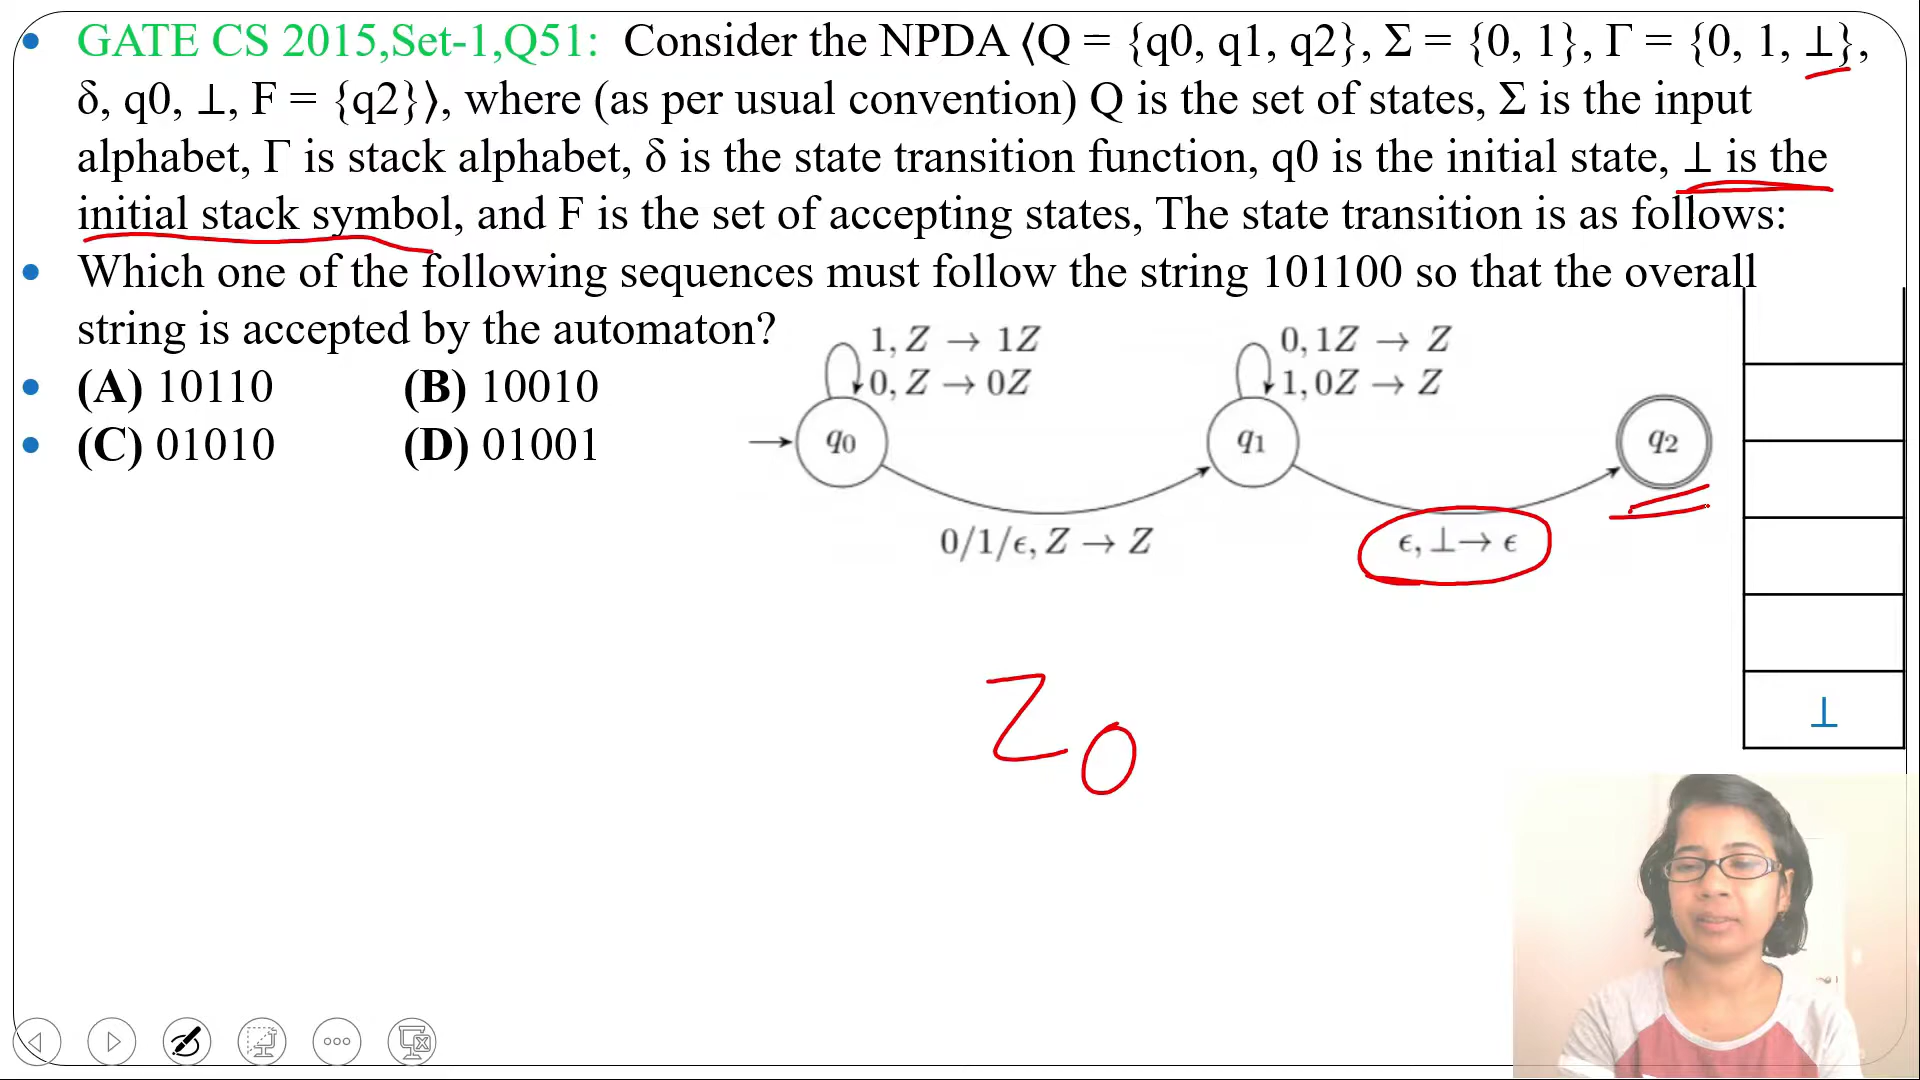 GATE CS 2015,Set-1,Q51: Consider the NPDA ⟨Q = {q0, q1, q2}, Σ = {0, 1}, Γ = {0, 1, ⊥},
δ, q0, ⊥, F = {q2}⟩, where (as per usual convention) Q is the set of states, Σ is the input
alphabet, Γ is stack alphabet, δ is the state transition function, q0 is the initial state, ⊥ is the
initial stack symbol, and F is the set of accepting states, The state transition is as follows:
Which one of the following sequences must follow the string 101100 so that the overall
string is accepted by the automaton?
(A) 10110 (B) 10010
(C) 01010 (D) 01001
1, Z → 1Z
0, Z → 0Z
0, 1Z → Z
1, 0Z → Z
q0
q1
q2
0/1/ϵ, Z → Z
ϵ, ⊥→ ϵ
Z0
⊥